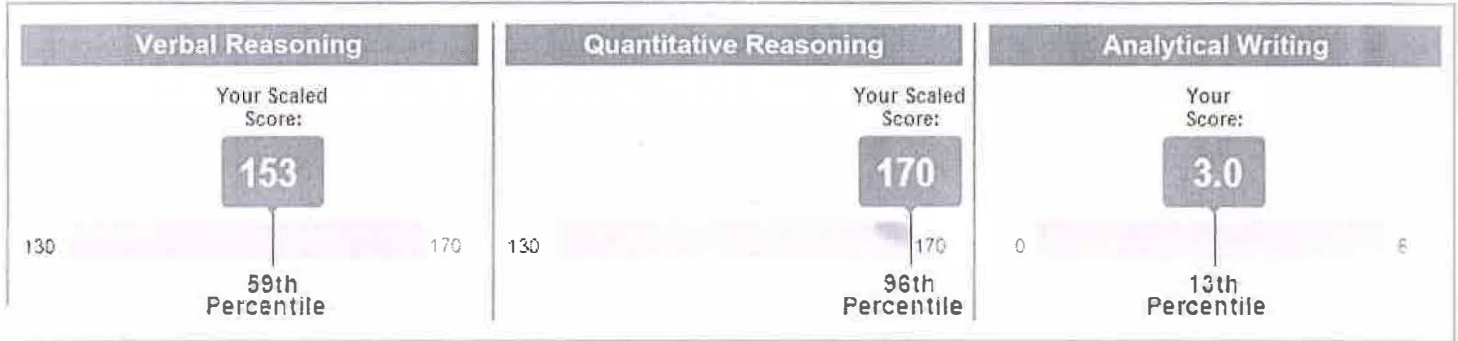 Verbal Reasoning
Your Scaled
Score:
153
130
170
59th
Percentile
Quantitative Reasoning
Your Scaled
Score:
170
130
170
96th
Percentile
Analytical Writing
Your
Score:
3.0
0
6
13th
Percentile